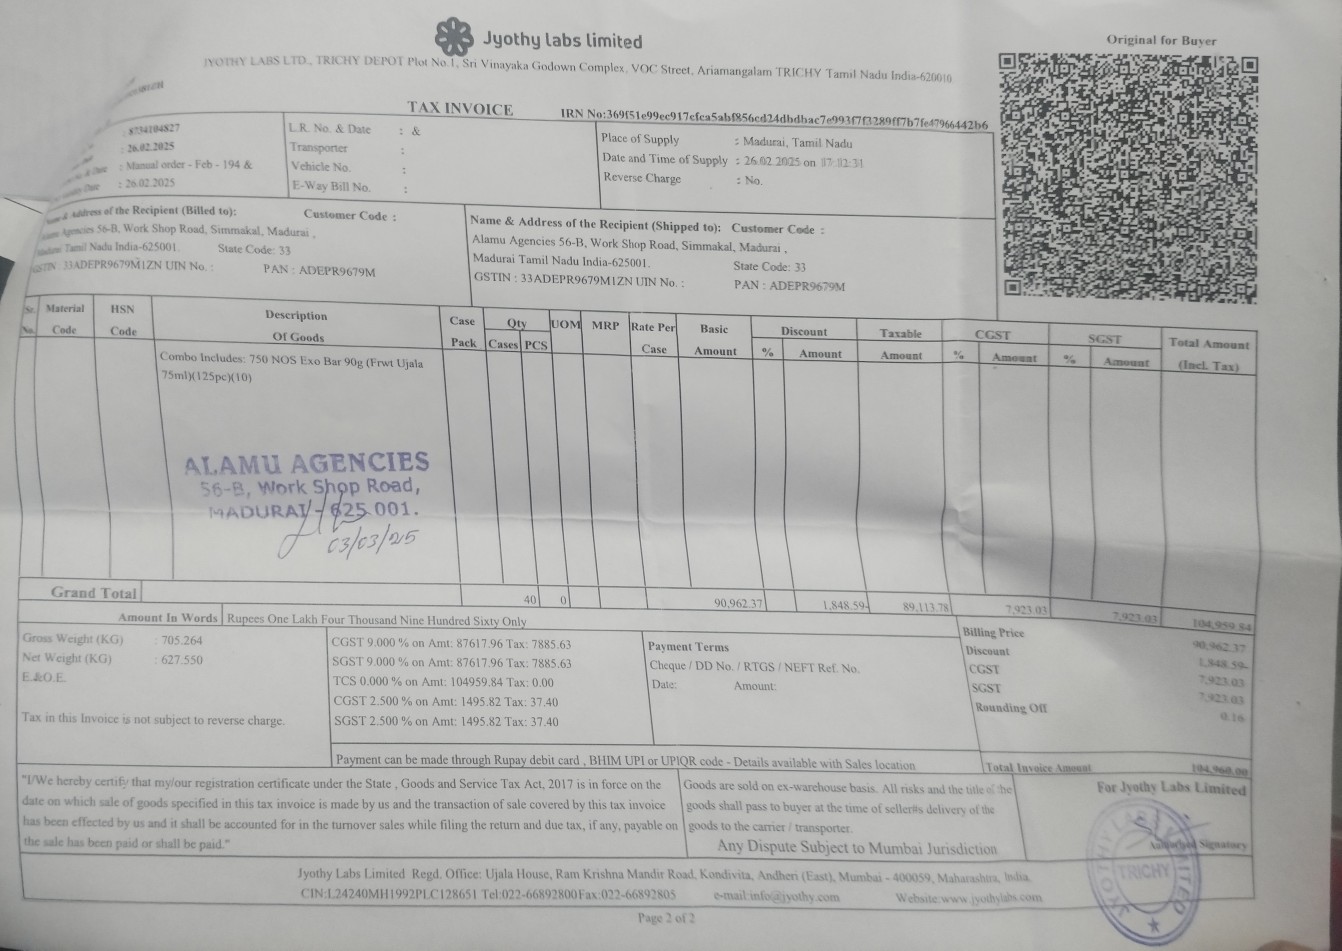 Jyothy labs limited
Original for Buyer
JYOTHY LABS LTD., TRICHY DEPOT Plot No.1, Sri Vinayaka Godown Complex, VOC Street, Ariamangalam TRICHY Tamil Nadu India-620010
TAX INVOICE
IRN No:369f51e99ec917cfca5abf856cd24dbdbac7e993f7f3289ff7b7fe47966442b6
8734104827
: 26.02.2025
: Manual order - Feb - 194 &
: 26.02.2025
L.R. No. & Date : &
Transporter :
Vehicle No. :
E-Way Bill No. :
Place of Supply : Madurai, Tamil Nadu
Date and Time of Supply : 26.02.2025 on
Reverse Charge : No.
Name & Address of the Recipient (Billed to): Customer Code :
Agencies 56-B, Work Shop Road, Simmakal, Madurai ,
Madurai Tamil Nadu India-625001 State Code: 33
GSTIN : 33ADEPR9679M1ZN UIN No. : PAN : ADEPR9679M
Name & Address of the Recipient (Shipped to): Customer Code :
Alamu Agencies 56-B, Work Shop Road, Simmakal, Madurai ,
Madurai Tamil Nadu India-625001. State Code: 33
GSTIN : 33ADEPR9679M1ZN UIN No. : PAN : ADEPR9679M
Sr. No. Material Code HSN Code Description Of Goods Case Pack Qty Cases PCS UOM MRP Rate Per Case Basic Amount Discount % Amount Taxable Amount CGST % Amount SGST % Amount Total Amount (Incl. Tax)
Combo Includes: 750 NOS Exo Bar 90g (Frwt Ujala
75ml)(125pc)(10)
ALAMU AGENCIES
56-B, Work Shop Road,
MADURAI - 625 001.
03/03/25
Grand Total 40 0 90,962.37 1,848.59 89,113.78 7,923.03 7,923.03 104,959.84
Amount In Words Rupees One Lakh Four Thousand Nine Hundred Sixty Only
Gross Weight (KG) : 705.264
Net Weight (KG) : 627.550
E.&O.E.
Tax in this Invoice is not subject to reverse charge.
CGST 9.000 % on Amt: 87617.96 Tax: 7885.63
SGST 9.000 % on Amt: 87617.96 Tax: 7885.63
TCS 0.000 % on Amt: 104959.84 Tax: 0.00
CGST 2.500 % on Amt: 1495.82 Tax: 37.40
SGST 2.500 % on Amt: 1495.82 Tax: 37.40
Payment Terms
Cheque / DD No. / RTGS / NEFT Ref. No.
Date: Amount:
Billing Price 90,962.37
Discount 1,848.59
CGST 7,923.03
SGST 7,923.03
Rounding Off 0.16
Payment can be made through Rupay debit card , BHIM UPI or UPIQR code - Details available with Sales location
Total Invoice Amount 104,960.00
"I/We hereby certify that my/our registration certificate under the State , Goods and Service Tax Act, 2017 is in force on the
date on which sale of goods specified in this tax invoice is made by us and the transaction of sale covered by this tax invoice
has been effected by us and it shall be accounted for in the turnover sales while filing the return and due tax, if any, payable on
the sale has been paid or shall be paid."
Goods are sold on ex-warehouse basis. All risks and the title of the
goods shall pass to buyer at the time of seller#s delivery of the
goods to the carrier / transporter.
Any Dispute Subject to Mumbai Jurisdiction
For Jyothy Labs Limited
Authorised Signatory
JYOTHY LABS LIMITED
TRICHY
Jyothy Labs Limited Regd. Office: Ujala House, Ram Krishna Mandir Road, Kondivita, Andheri (East), Mumbai - 400059, Maharashtra, India.
CIN:L24240MH1992PLC128651 Tel:022-66892800Fax:022-66892805 e-mail:info@jyothy.com Website:www.jyothylabs.com
Page 2 of 2